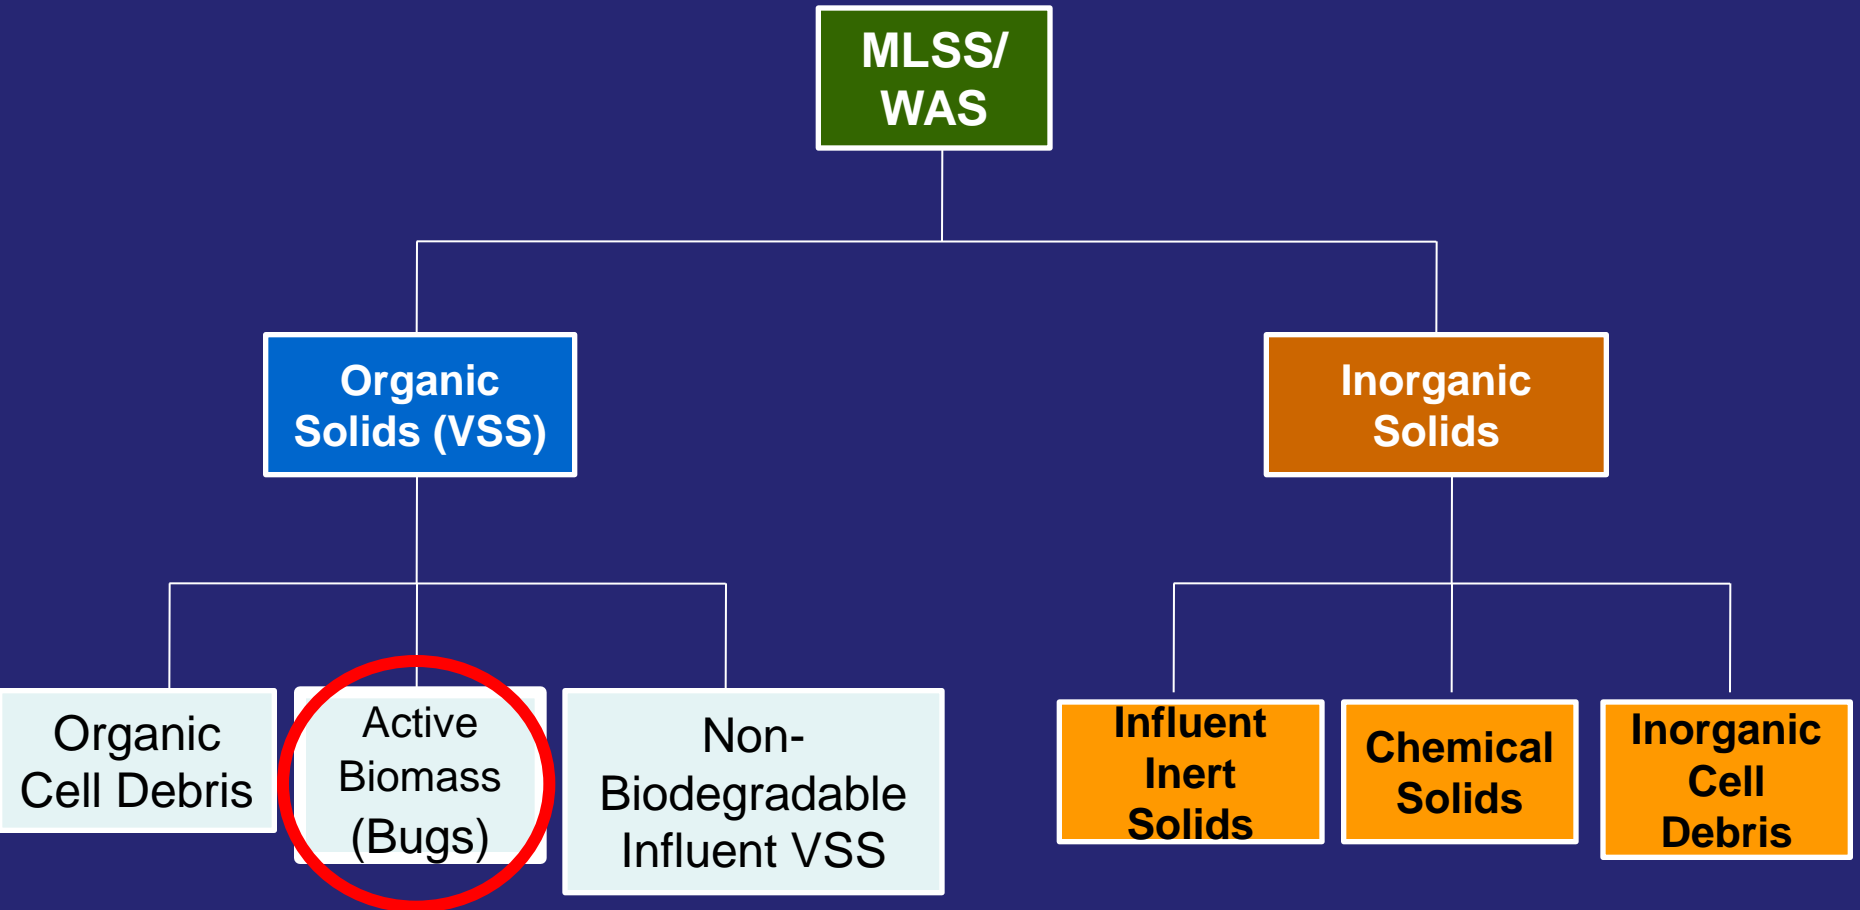 MLSS/
WAS
Organic
Solids (VSS)
Inorganic
Solids
Organic
Cell Debris
Active
Biomass
(Bugs)
Non-
Biodegradable
Influent VSS
Influent
Inert
Solids
Chemical
Solids
Inorganic
Cell
Debris